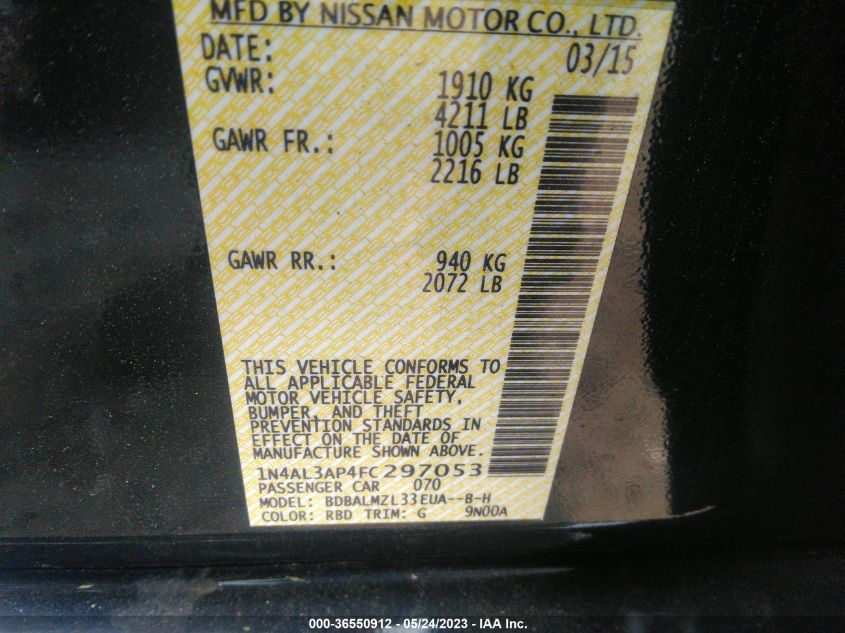 MFD BY NISSAN MOTOR CO., LTD.
DATE: 03/15
GVWR: 1910 KG
4211 LB
GAWR FR.: 1005 KG
2216 LB
GAWR RR.: 940 KG
2072 LB
THIS VEHICLE CONFORMS TO
ALL APPLICABLE FEDERAL
MOTOR VEHICLE SAFETY,
BUMPER, AND THEFT
PREVENTION STANDARDS IN
EFFECT ON THE DATE OF
MANUFACTURE SHOWN ABOVE.
1N4AL3AP4FC297053
PASSENGER CAR 070
MODEL: BDBALMZL33EUA--B-H
COLOR: RBD TRIM: G 9N00A
000-36550912 - 05/24/2023 - IAA Inc.